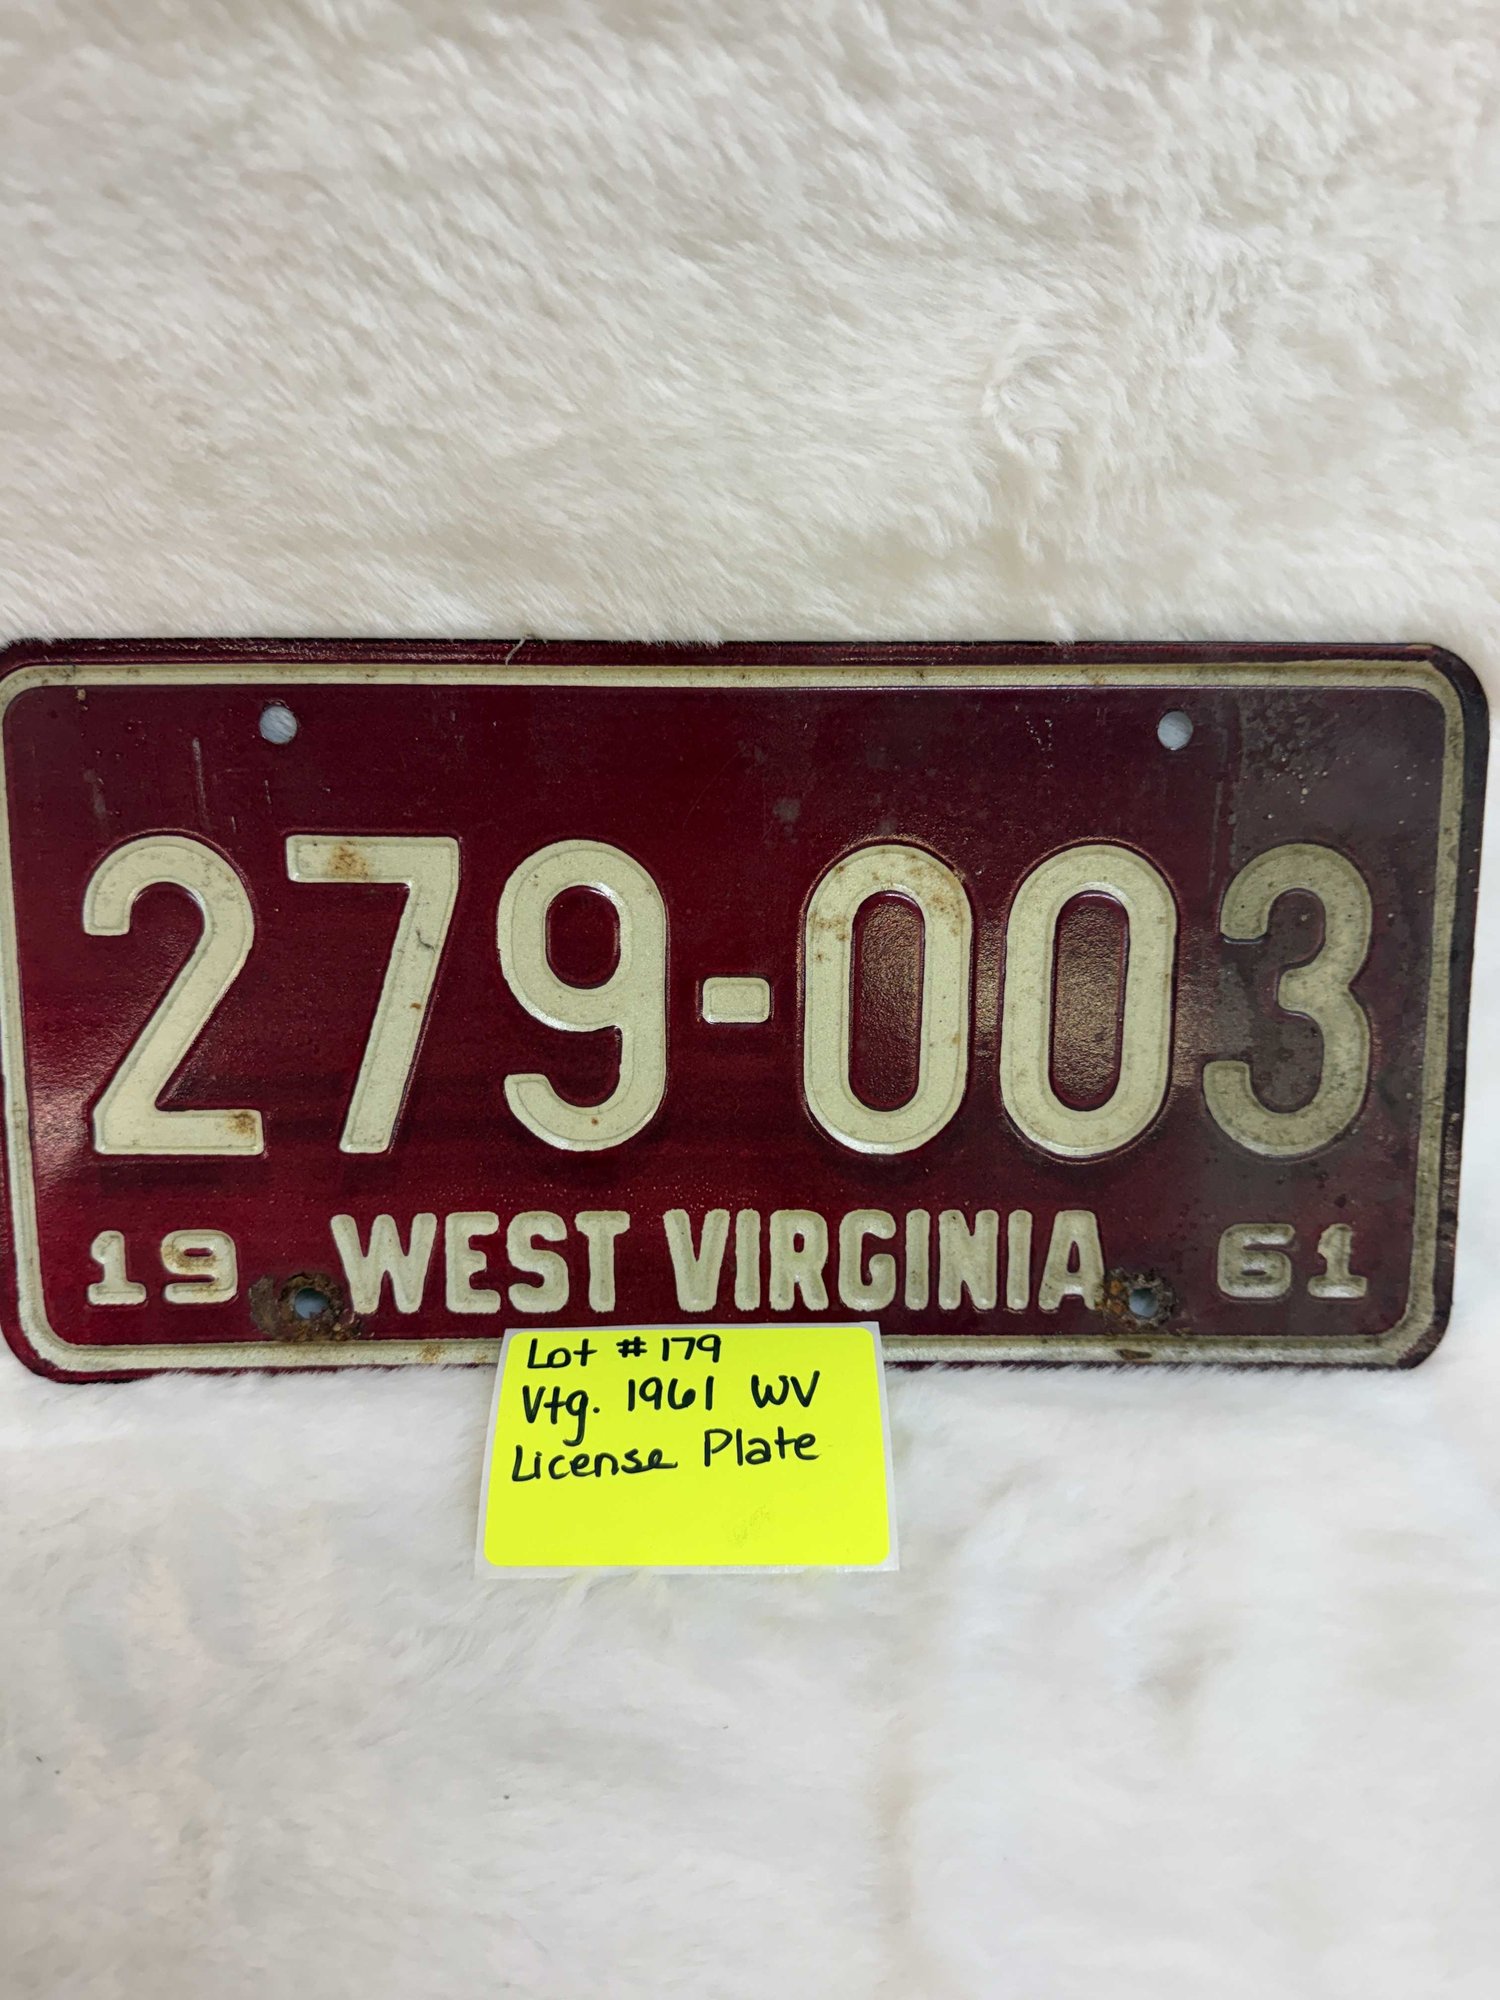 279-003
19 WEST VIRGINIA 61
Lot #179
Vtg. 1961 WV
License Plate